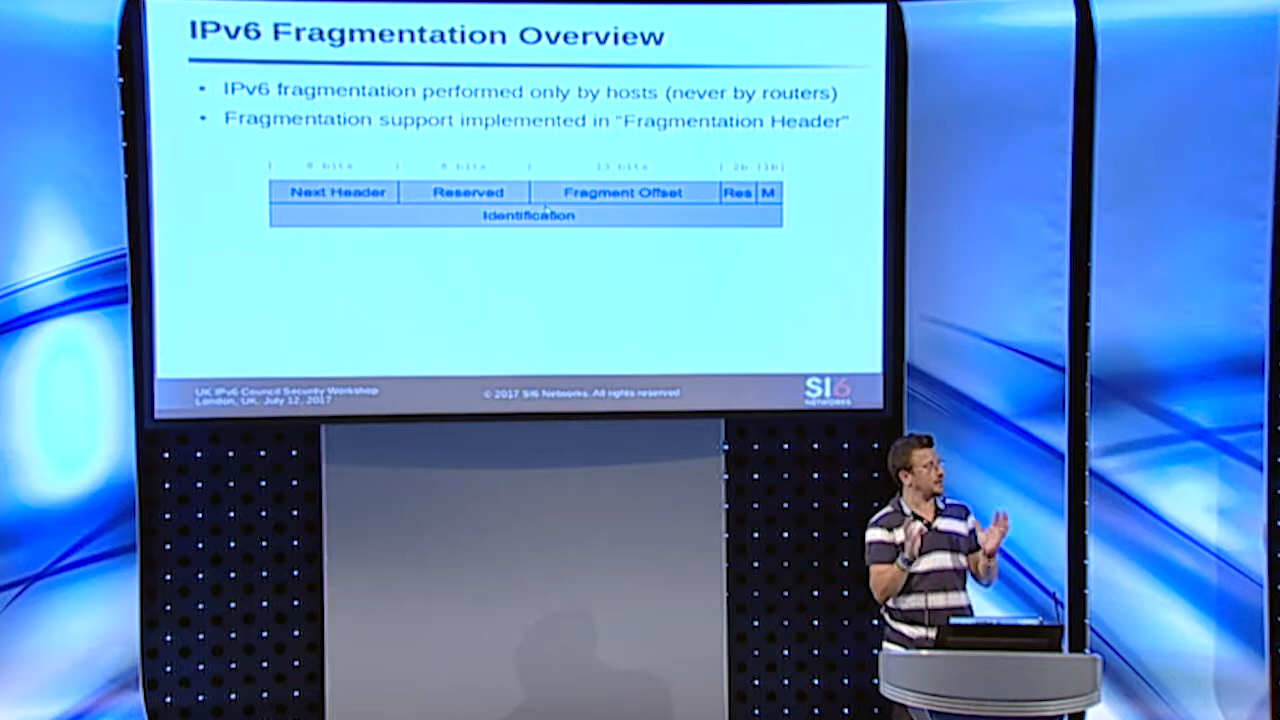 IPv6 Fragmentation Overview
• IPv6 fragmentation performed only by hosts (never by routers)
• Fragmentation support implemented in "Fragmentation Header"
| 8 bits | 8 bits | 13 bits | 2b |1b|
Next Header Reserved Fragment Offset Res M
Identification
UK IPv6 Council Security Workshop
London, UK. July 12, 2017
© 2017 SI6 Networks. All rights reserved
SI6
NETWORKS